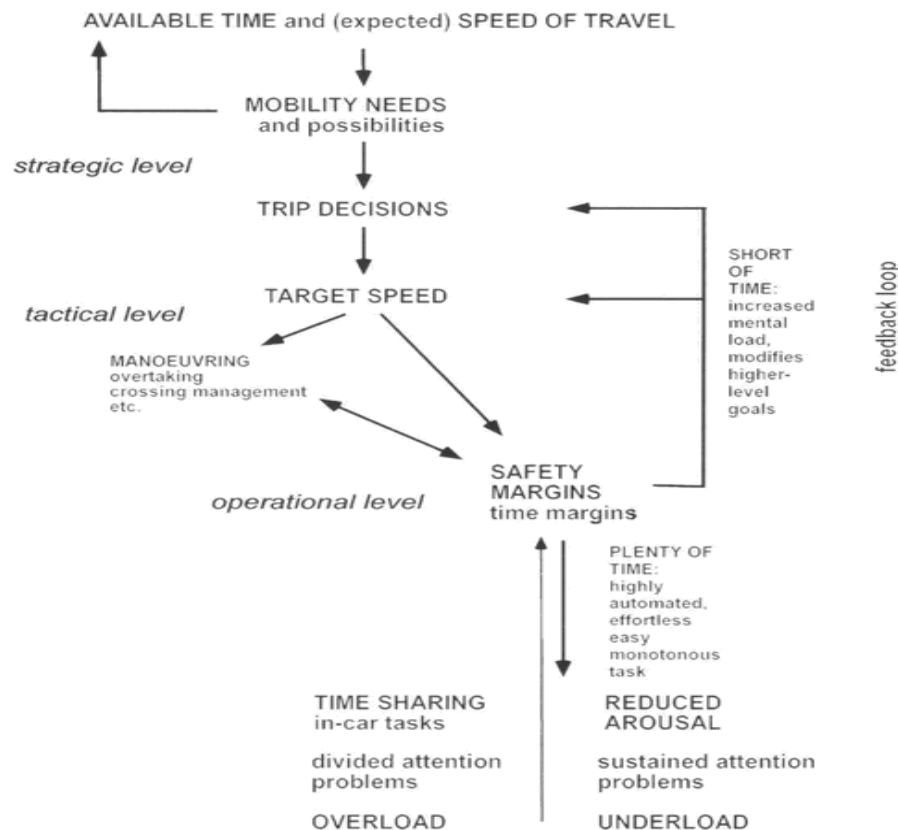 AVAILABLE TIME and (expected) SPEED OF TRAVEL
MOBILITY NEEDS
and possibilities
strategic level
TRIP DECISIONS
TARGET SPEED
tactical level
MANOEUVRING
overtaking
crossing management
etc.
SHORT
OF
TIME:
increased
mental
load,
modifies
higher-
level
goals
feedback loop
SAFETY
MARGINS
time margins
operational level
PLENTY OF
TIME:
highly
automated,
effortless
easy
monotonous
task
TIME SHARING
in-car tasks
divided attention
problems
OVERLOAD
REDUCED
AROUSAL
sustained attention
problems
UNDERLOAD